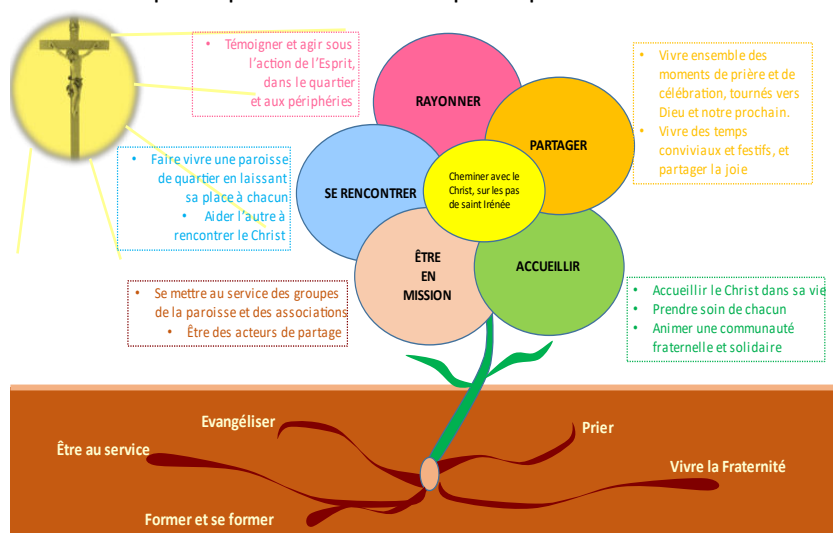 • Témoigner et agir sous
l'action de l'Esprit,
dans le quartier
et aux périphéries
RAYONNER
• Vivre ensemble des
moments de prière et de
célébration, tournés vers
Dieu et notre prochain.
• Vivre des temps
conviviaux et festifs, et
partager la joie
PARTAGER
• Faire vivre une paroisse
de quartier en laissant
sa place à chacun
• Aider l'autre à
rencontrer le Christ
SE RENCONTRER
Cheminer avec le
Christ, sur les pas
de saint Irénée
ÊTRE
EN
MISSION
ACCUEILLIR
• Se mettre au service des groupes
de la paroisse et des associations
• Être des acteurs de partage
• Accueillir le Christ dans sa vie
• Prendre soin de chacun
• Animer une communauté
fraternelle et solidaire
Evangéliser
Prier
Être au service
Vivre la Fraternité
Former et se former